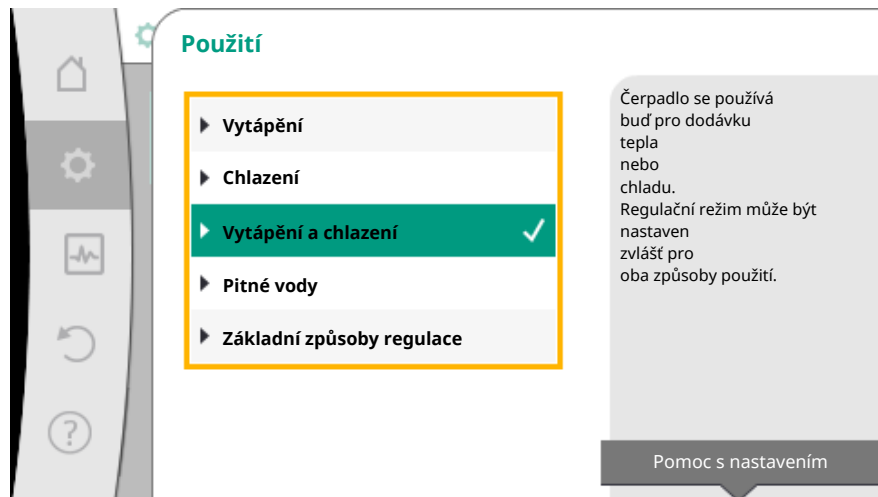 Použití
Vytápění
Chlazení
Vytápění a chlazení
Pitné vody
Základní způsoby regulace
Čerpadlo se používá
buď pro dodávku
tepla
nebo
chladu.
Regulační režim může být
nastaven
zvlášť pro
oba způsoby použití.
Pomoc s nastavením